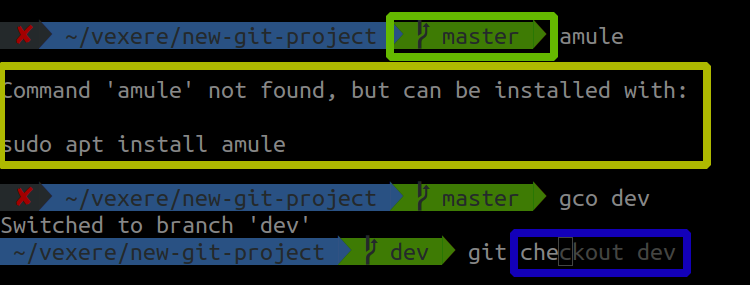 ✘ ~/vexere/new-git-project master amule
Command 'amule' not found, but can be installed with:
sudo apt install amule
✘ ~/vexere/new-git-project master gco dev
Switched to branch 'dev'
~/vexere/new-git-project dev git checkout dev